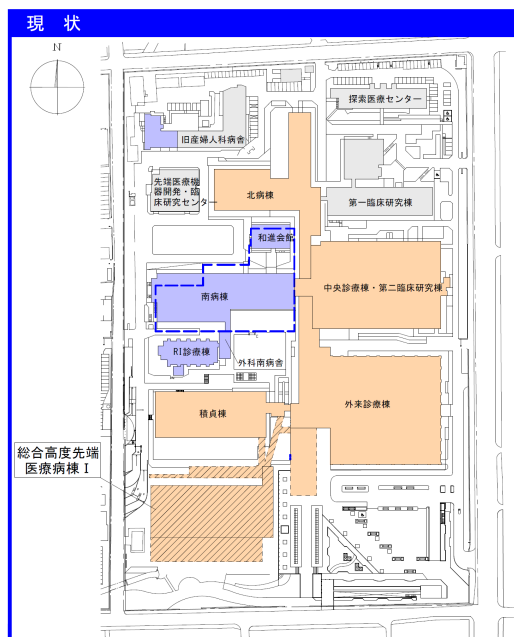 現 状
N
探索医療センター
旧産婦人科病舎
先端医療機
器開発・臨
床研究センター
北病棟
第一臨床研究棟
和進会館
中央診療棟・第二臨床研究棟
南病棟
RI診療棟
外科南病舎
積貞棟
外来診療棟
総合高度先端
医療病棟Ⅰ